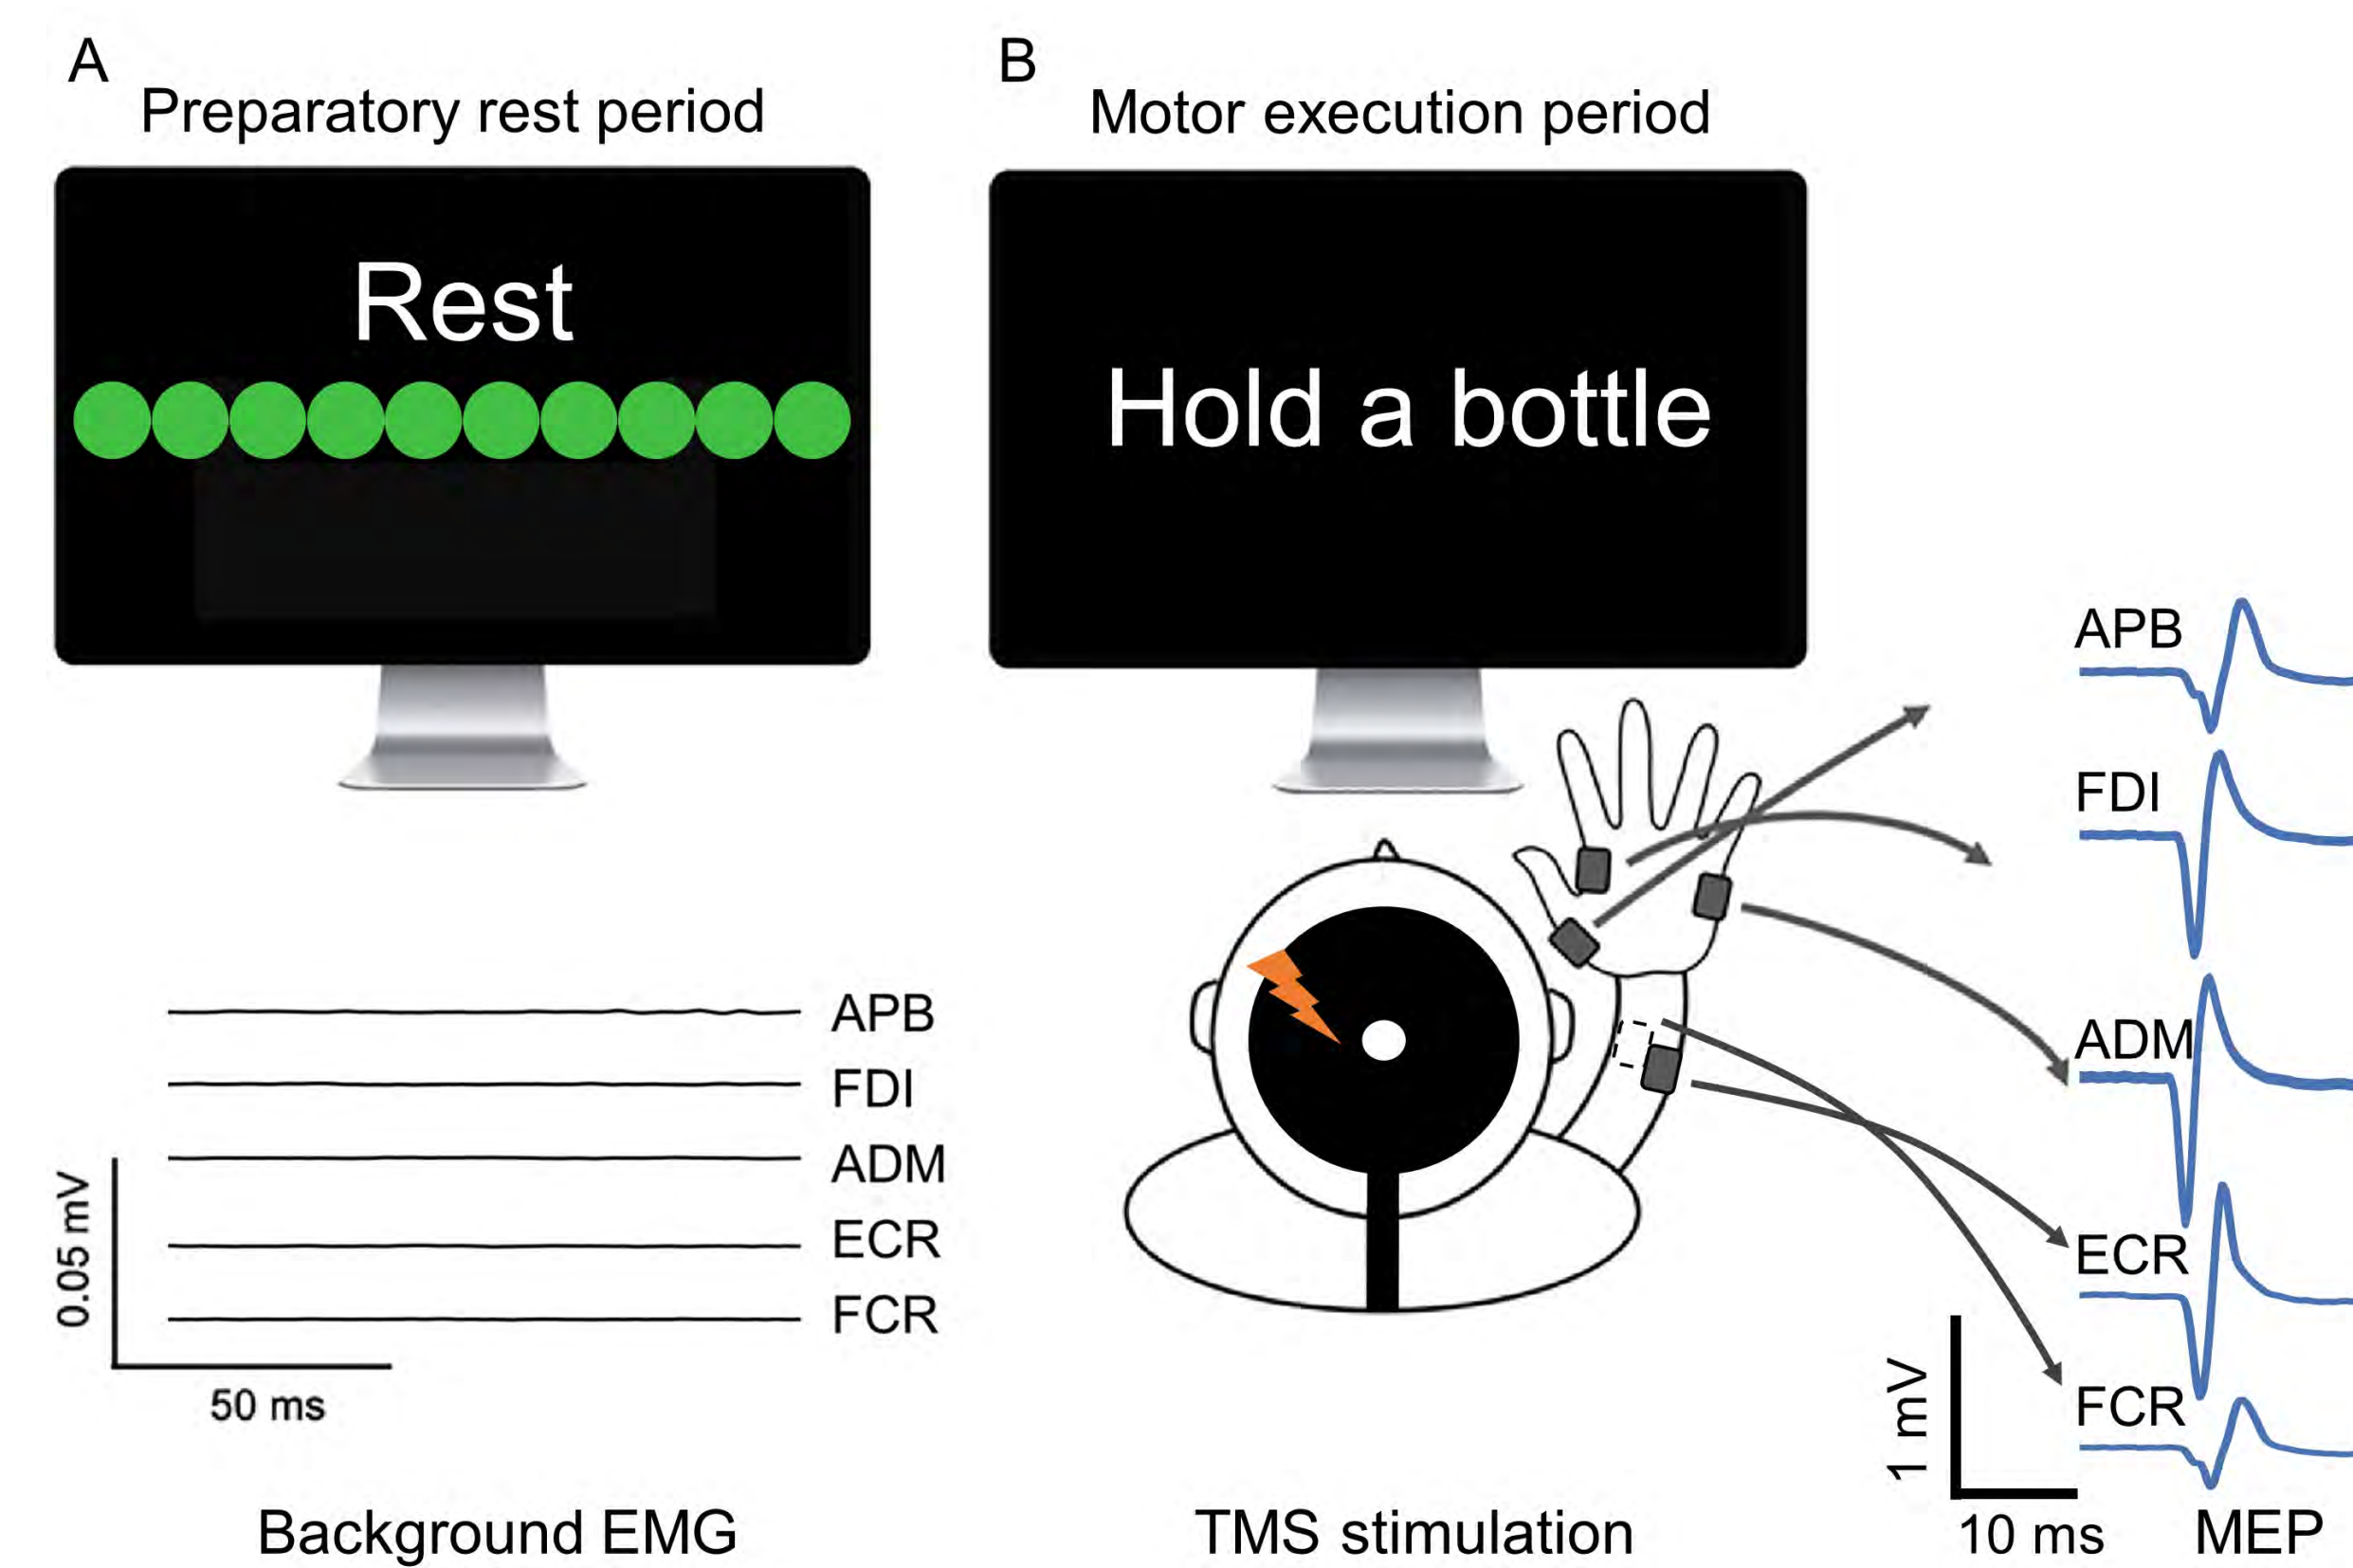 A
Preparatory rest period
Rest
APB
FDI
ADM
ECR
FCR
0.05 mV
50 ms
Background EMG
B
Motor execution period
Hold a bottle
APB
FDI
ADM
ECR
FCR
1 mV
10 ms
TMS stimulation
MEP